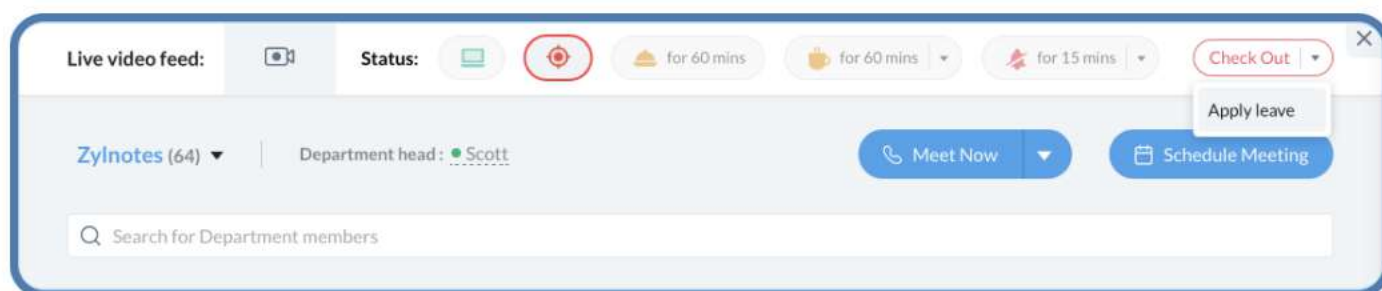 Live video feed: Status: for 60 mins for 60 mins for 15 mins Check Out
Apply leave
Zylnotes (64) Department head : Scott Meet Now Schedule Meeting
Search for Department members